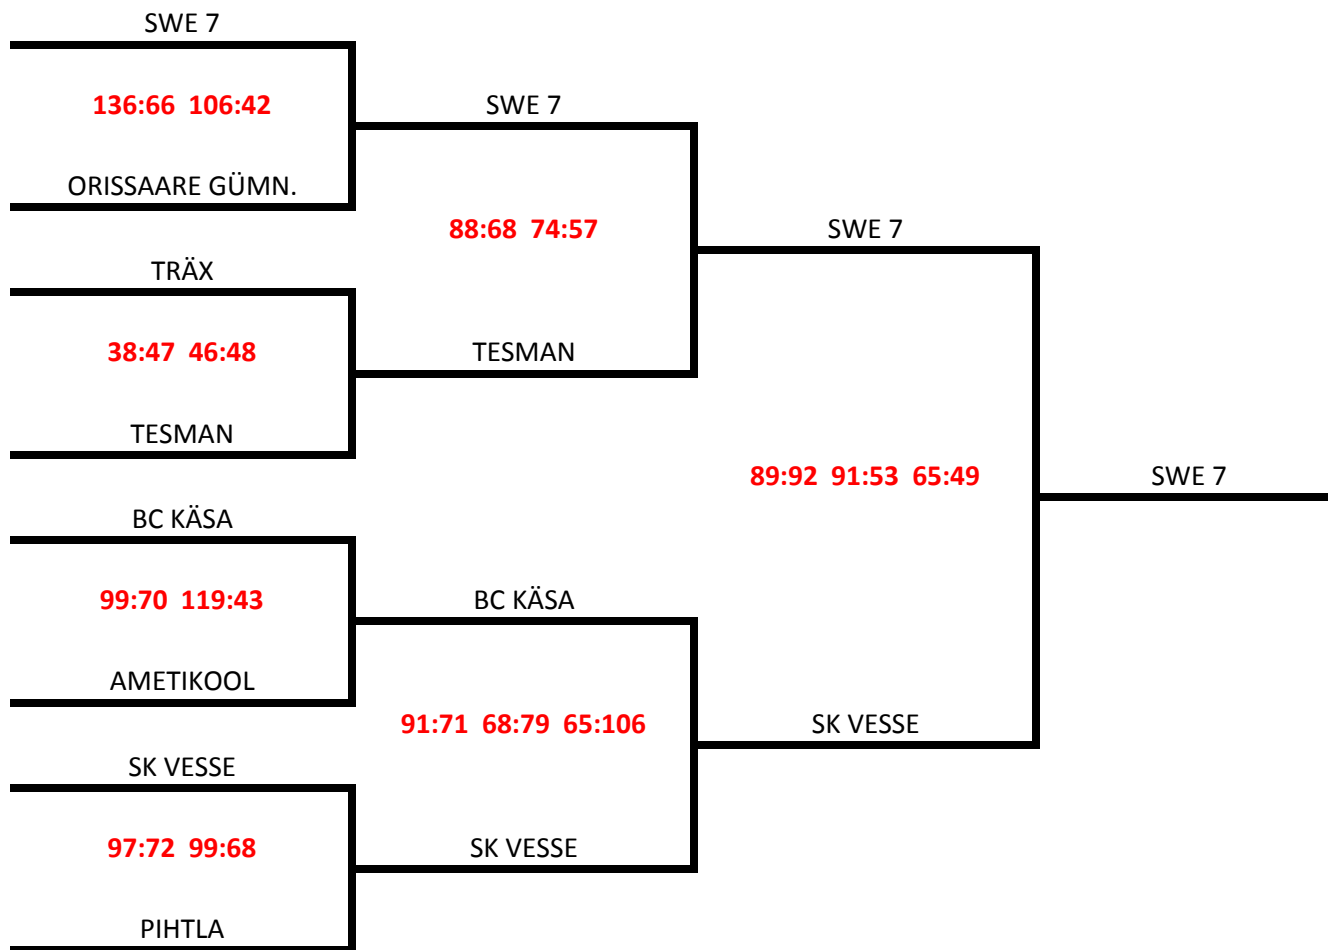 SWE 7
136:66 106:42
SWE 7
ORISSAARE GÜMN.
88:68 74:57
SWE 7
TRÄX
38:47 46:48
TESMAN
TESMAN
89:92 91:53 65:49
SWE 7
BC KÄSA
99:70 119:43
BC KÄSA
AMETIKOOL
91:71 68:79 65:106
SK VESSE
SK VESSE
97:72 99:68
SK VESSE
PIHTLA